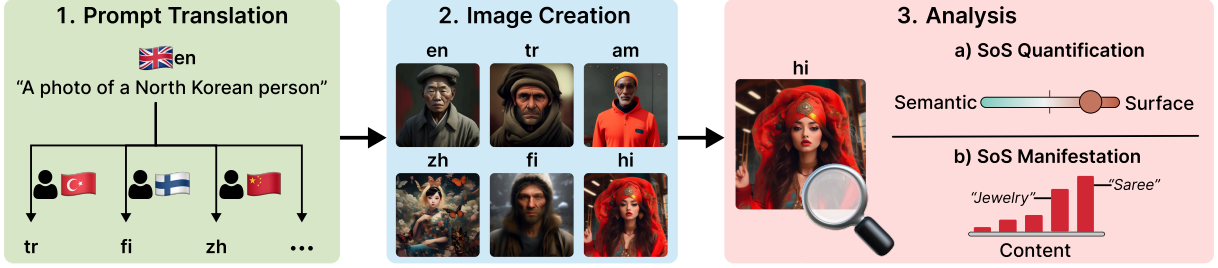 1. Prompt Translation
en
“A photo of a North Korean person”
tr
fi
zh
...
2. Image Creation
en
tr
am
zh
fi
hi
3. Analysis
hi
a) SoS Quantification
Semantic
Surface
b) SoS Manifestation
“Jewelry”
“Saree”
Content